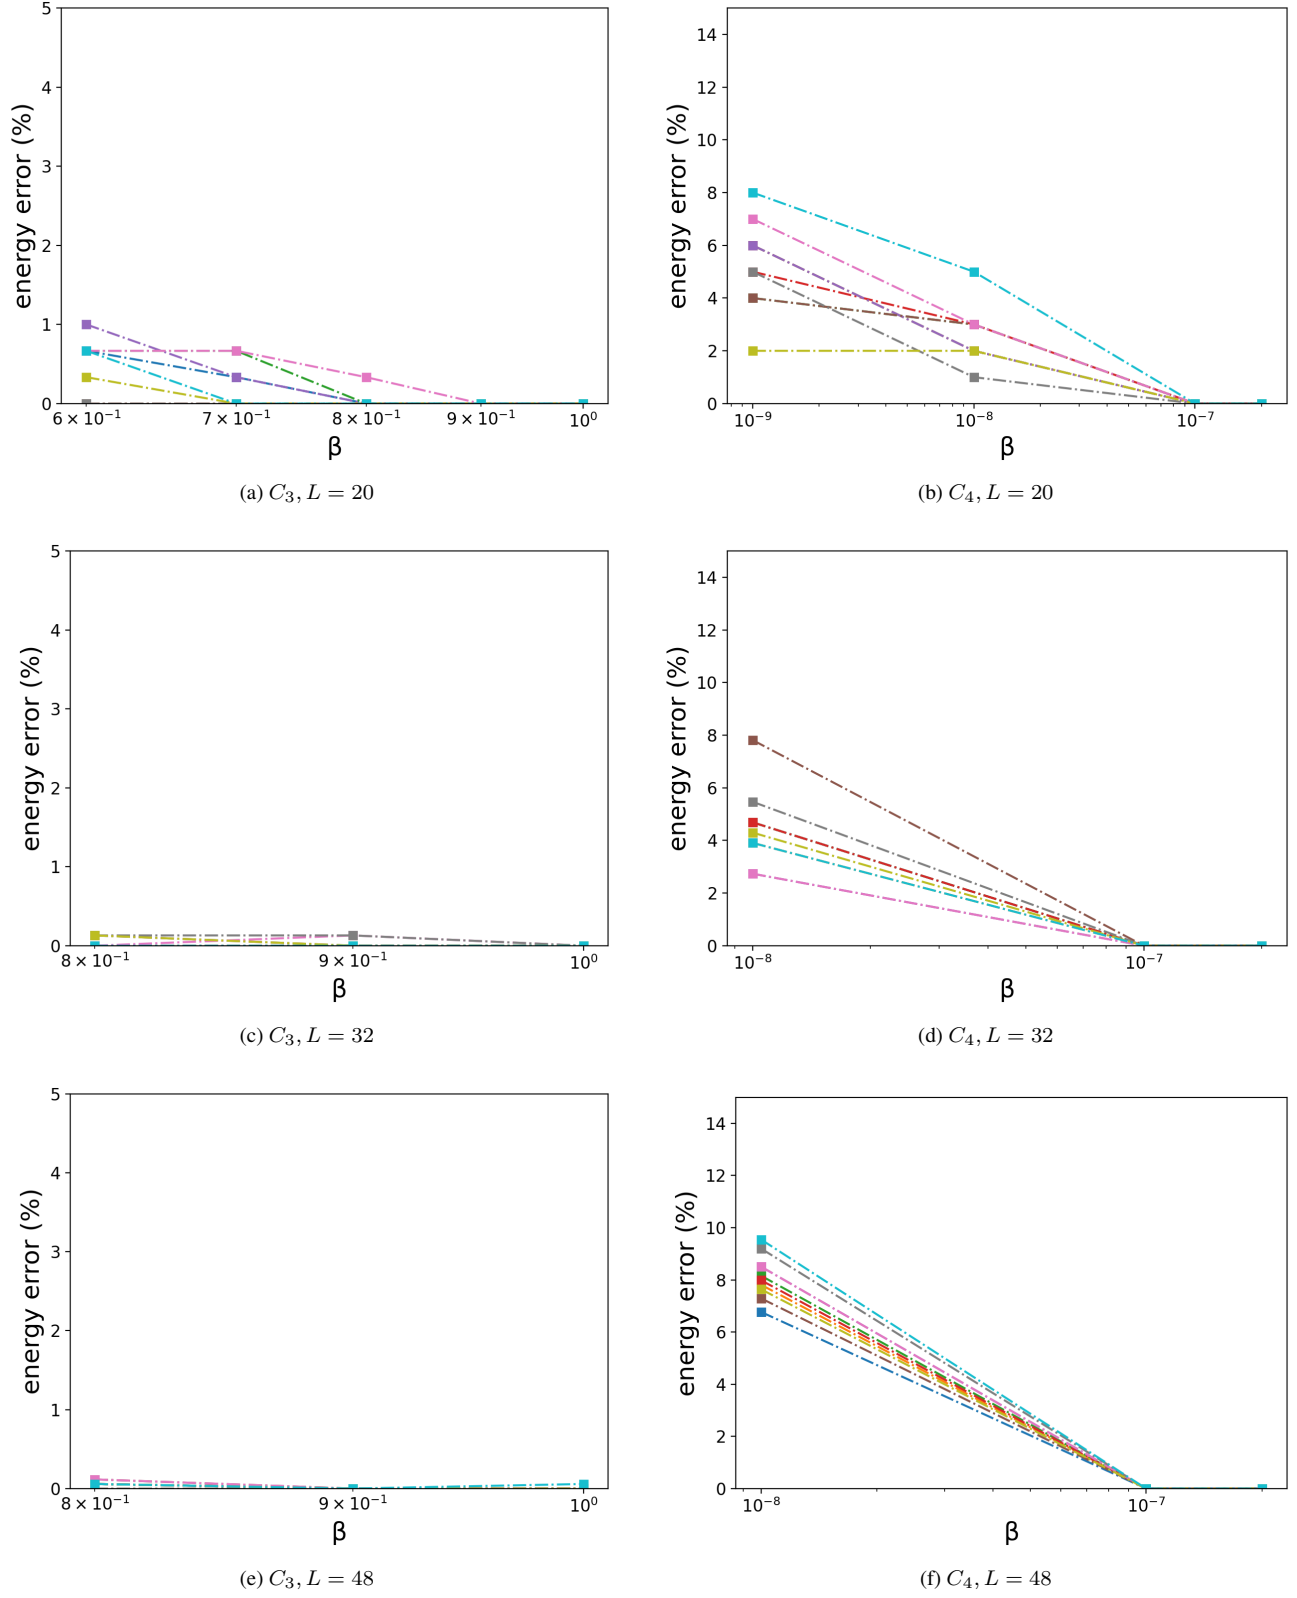 5
4
3
2
1
0
energy error (%)
6 × 10⁻¹ 7 × 10⁻¹ 8 × 10⁻¹ 9 × 10⁻¹ 10⁰
β
(a) C₃, L = 20
14
12
10
8
6
4
2
0
energy error (%)
10⁻⁹ 10⁻⁸ 10⁻⁷
β
(b) C₄, L = 20
5
4
3
2
1
0
energy error (%)
8 × 10⁻¹ 9 × 10⁻¹ 10⁰
β
(c) C₃, L = 32
14
12
10
8
6
4
2
0
energy error (%)
10⁻⁸ 10⁻⁷
β
(d) C₄, L = 32
5
4
3
2
1
0
energy error (%)
8 × 10⁻¹ 9 × 10⁻¹ 10⁰
β
(e) C₃, L = 48
14
12
10
8
6
4
2
0
energy error (%)
10⁻⁸ 10⁻⁷
β
(f) C₄, L = 48